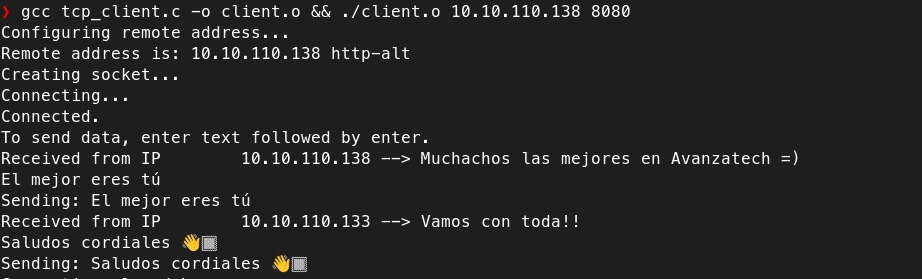 ❯ gcc tcp_client.c -o client.o && ./client.o 10.10.110.138 8080
Configuring remote address...
Remote address is: 10.10.110.138 http-alt
Creating socket...
Connecting...
Connected.
To send data, enter text followed by enter.
Received from IP 10.10.110.138 --> Muchachos las mejores en Avanzatech =)
El mejor eres tú
Sending: El mejor eres tú
Received from IP 10.10.110.133 --> Vamos con toda!!
Saludos cordiales 👋
Sending: Saludos cordiales 👋